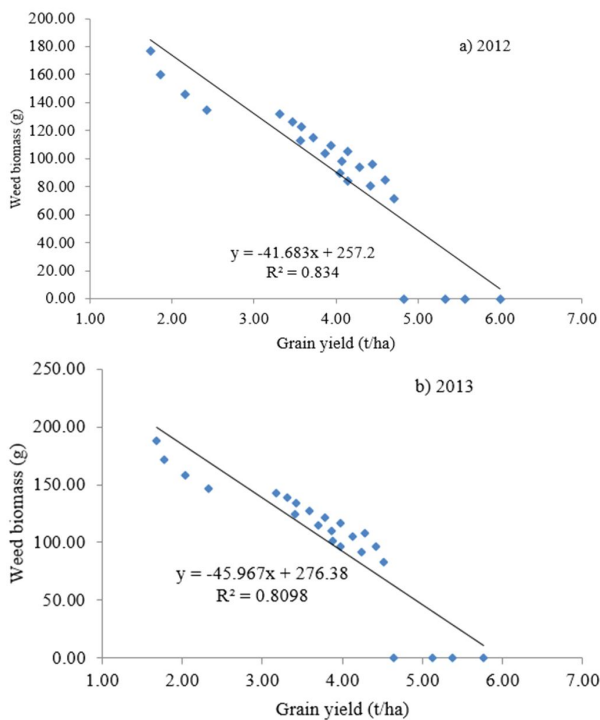 a) 2012
Weed biomass (g)
200.00
180.00
160.00
140.00
120.00
100.00
80.00
60.00
40.00
20.00
0.00
y = -41.683x + 257.2
R² = 0.834
1.00 2.00 3.00 4.00 5.00 6.00 7.00
Grain yield (t/ha)
b) 2013
Weed biomass (g)
250.00
200.00
150.00
100.00
50.00
0.00
y = -45.967x + 276.38
R² = 0.8098
1.00 2.00 3.00 4.00 5.00 6.00 7.00
Grain yield (t/ha)